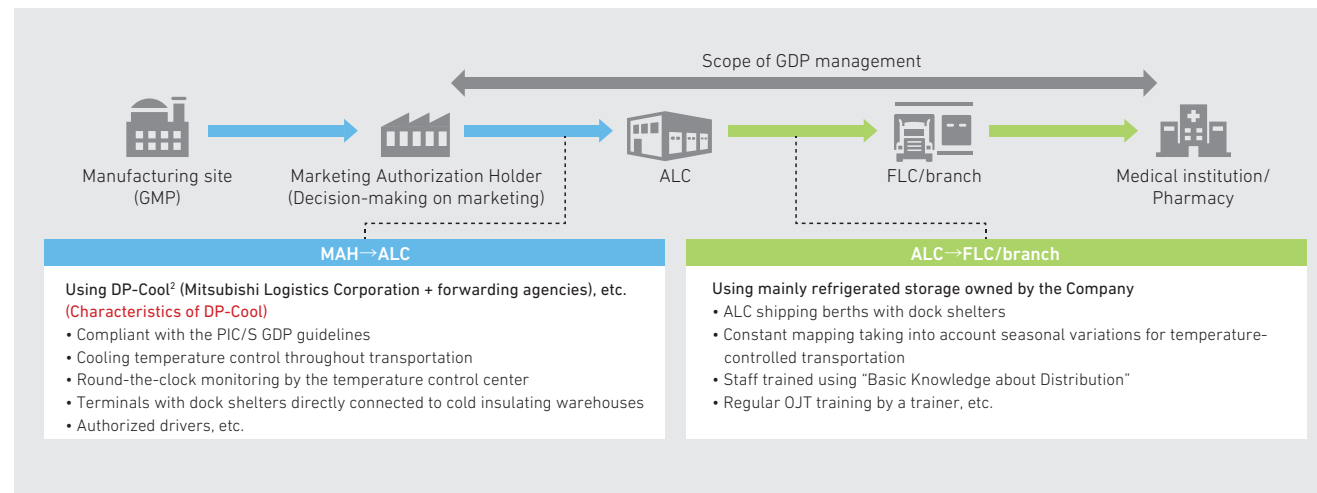 Scope of GDP management
Manufacturing site
(GMP)
Marketing Authorization Holder
(Decision-making on marketing)
ALC
FLC/branch
Medical institution/
Pharmacy
MAH→ALC
Using DP-Cool² (Mitsubishi Logistics Corporation + forwarding agencies), etc.
(Characteristics of DP-Cool)
• Compliant with the PIC/S GDP guidelines
• Cooling temperature control throughout transportation
• Round-the-clock monitoring by the temperature control center
• Terminals with dock shelters directly connected to cold insulating warehouses
• Authorized drivers, etc.
ALC→FLC/branch
Using mainly refrigerated storage owned by the Company
• ALC shipping berths with dock shelters
• Constant mapping taking into account seasonal variations for temperature-
controlled transportation
• Staff trained using “Basic Knowledge about Distribution”
• Regular OJT training by a trainer, etc.